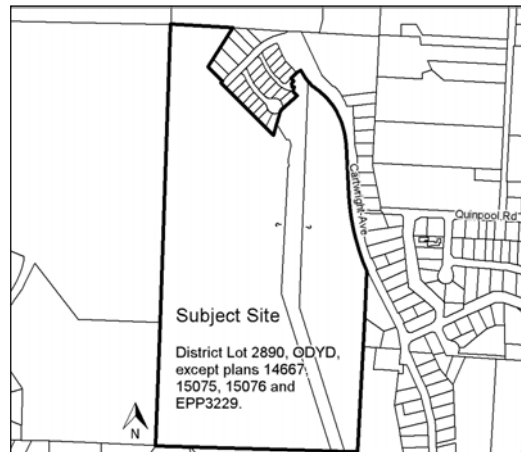 Cartwright Ave
Quinpool Rd
Subject Site
District Lot 2890, ODYD,
except plans 14667,
15075, 15076 and
EPP3229.
N